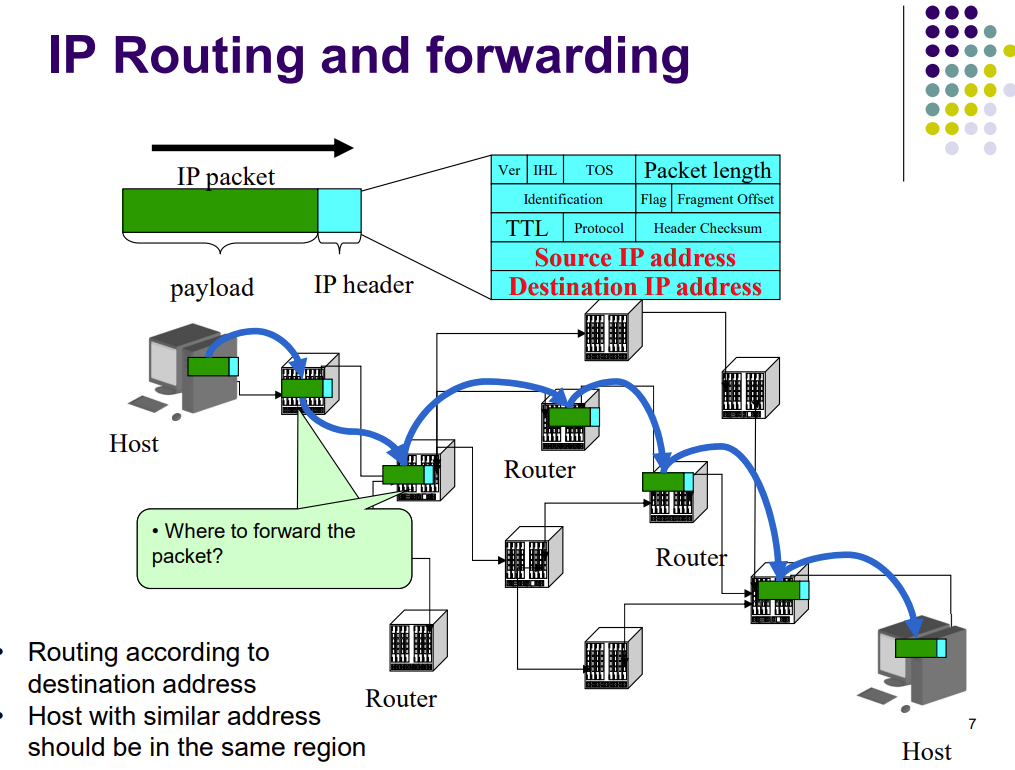 IP Routing and forwarding
IP packet
payload
IP header
Ver IHL TOS Packet length
Identification Flag Fragment Offset
TTL Protocol Header Checksum
Source IP address
Destination IP address
Host
Router
• Where to forward the
packet?
Router
Router
• Routing according to
destination address
• Host with similar address
should be in the same region
7
Host